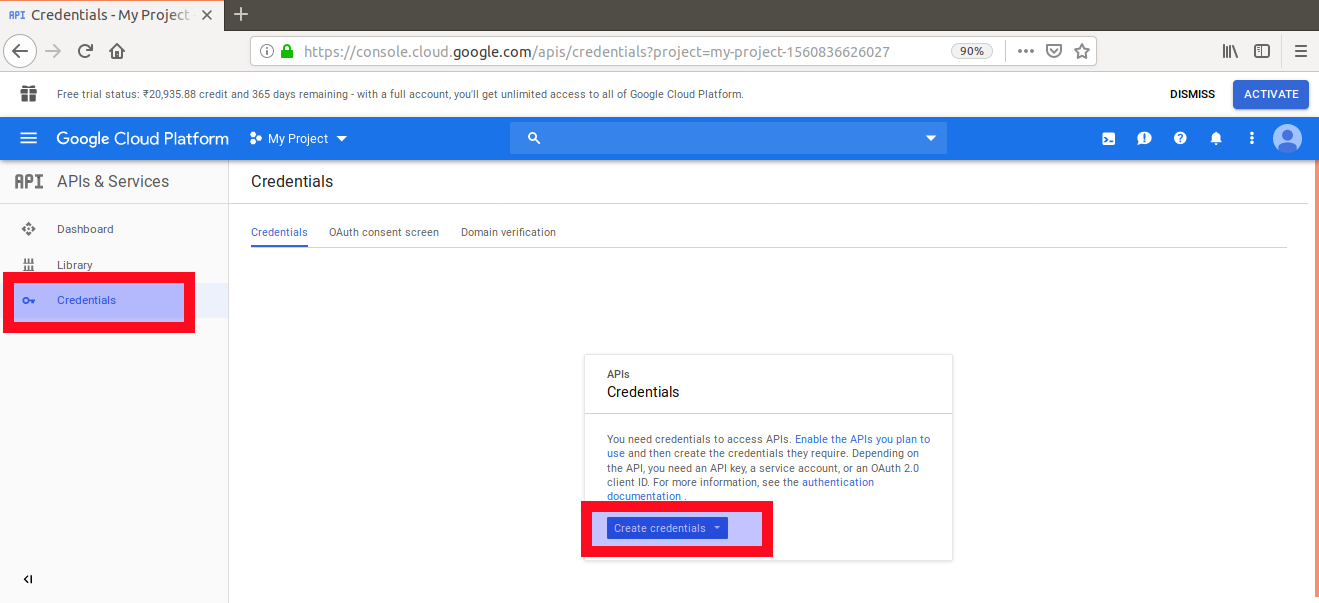 API Credentials - My Project
https://console.cloud.google.com/apis/credentials?project=my-project-1560836626027
90%
Free trial status: ₹20,935.88 credit and 365 days remaining - with a full account, you'll get unlimited access to all of Google Cloud Platform.
DISMISS
ACTIVATE
Google Cloud Platform
My Project
API APIs & Services
Credentials
Dashboard
Library
Credentials
Credentials
OAuth consent screen
Domain verification
APIs
Credentials
You need credentials to access APIs. Enable the APIs you plan to
use and then create the credentials they require. Depending on
the API, you need an API key, a service account, or an OAuth 2.0
client ID. For more information, see the authentication
documentation .
Create credentials